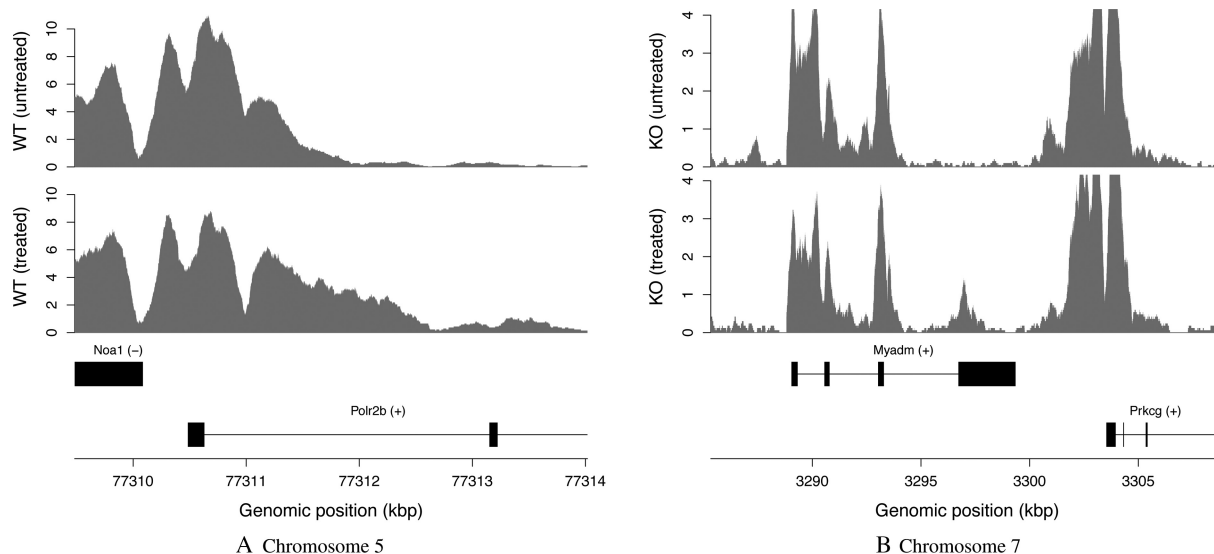 WT (untreated)
0 2 4 6 8 10
WT (treated)
0 2 4 6 8 10
Noa1 (−)
Polr2b (+)
77310 77311 77312 77313 77314
Genomic position (kbp)
A Chromosome 5
KO (untreated)
0 1 2 3 4
KO (treated)
0 1 2 3 4
Myadm (+)
Prkcg (+)
3290 3295 3300 3305
Genomic position (kbp)
B Chromosome 7